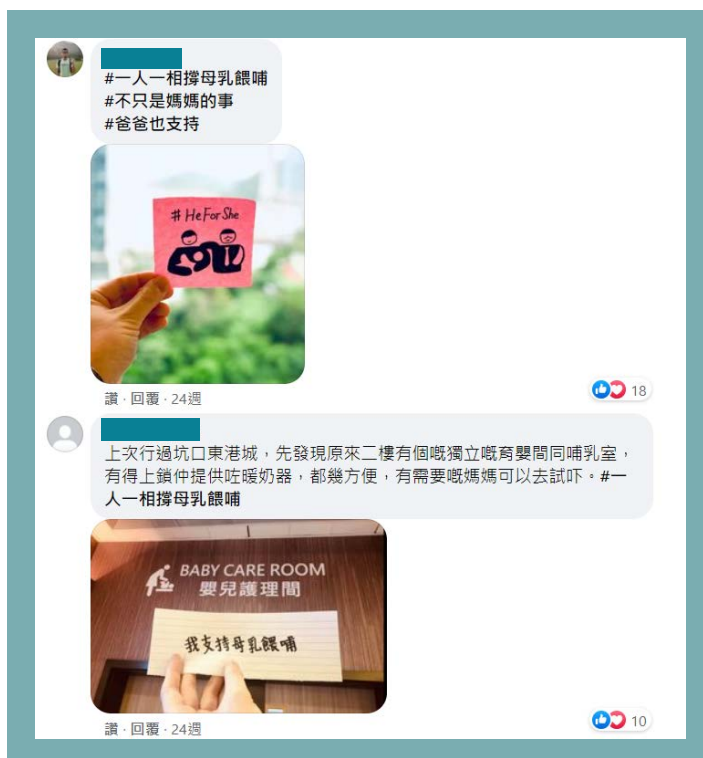 #一人一相撐母乳餵哺
#不只是媽媽的事
#爸爸也支持
# HeForShe
讚 · 回覆 · 24週
18
上次行過坑口東港城，先發現原來二樓有個嘅獨立嘅育嬰間同哺乳室，
有得上鎖仲提供咗暖奶器，都幾方便，有需要嘅媽媽可以去試吓。#一
人一相撐母乳餵哺
BABY CARE ROOM
嬰兒護理間
我支持母乳餵哺
讚 · 回覆 · 24週
10